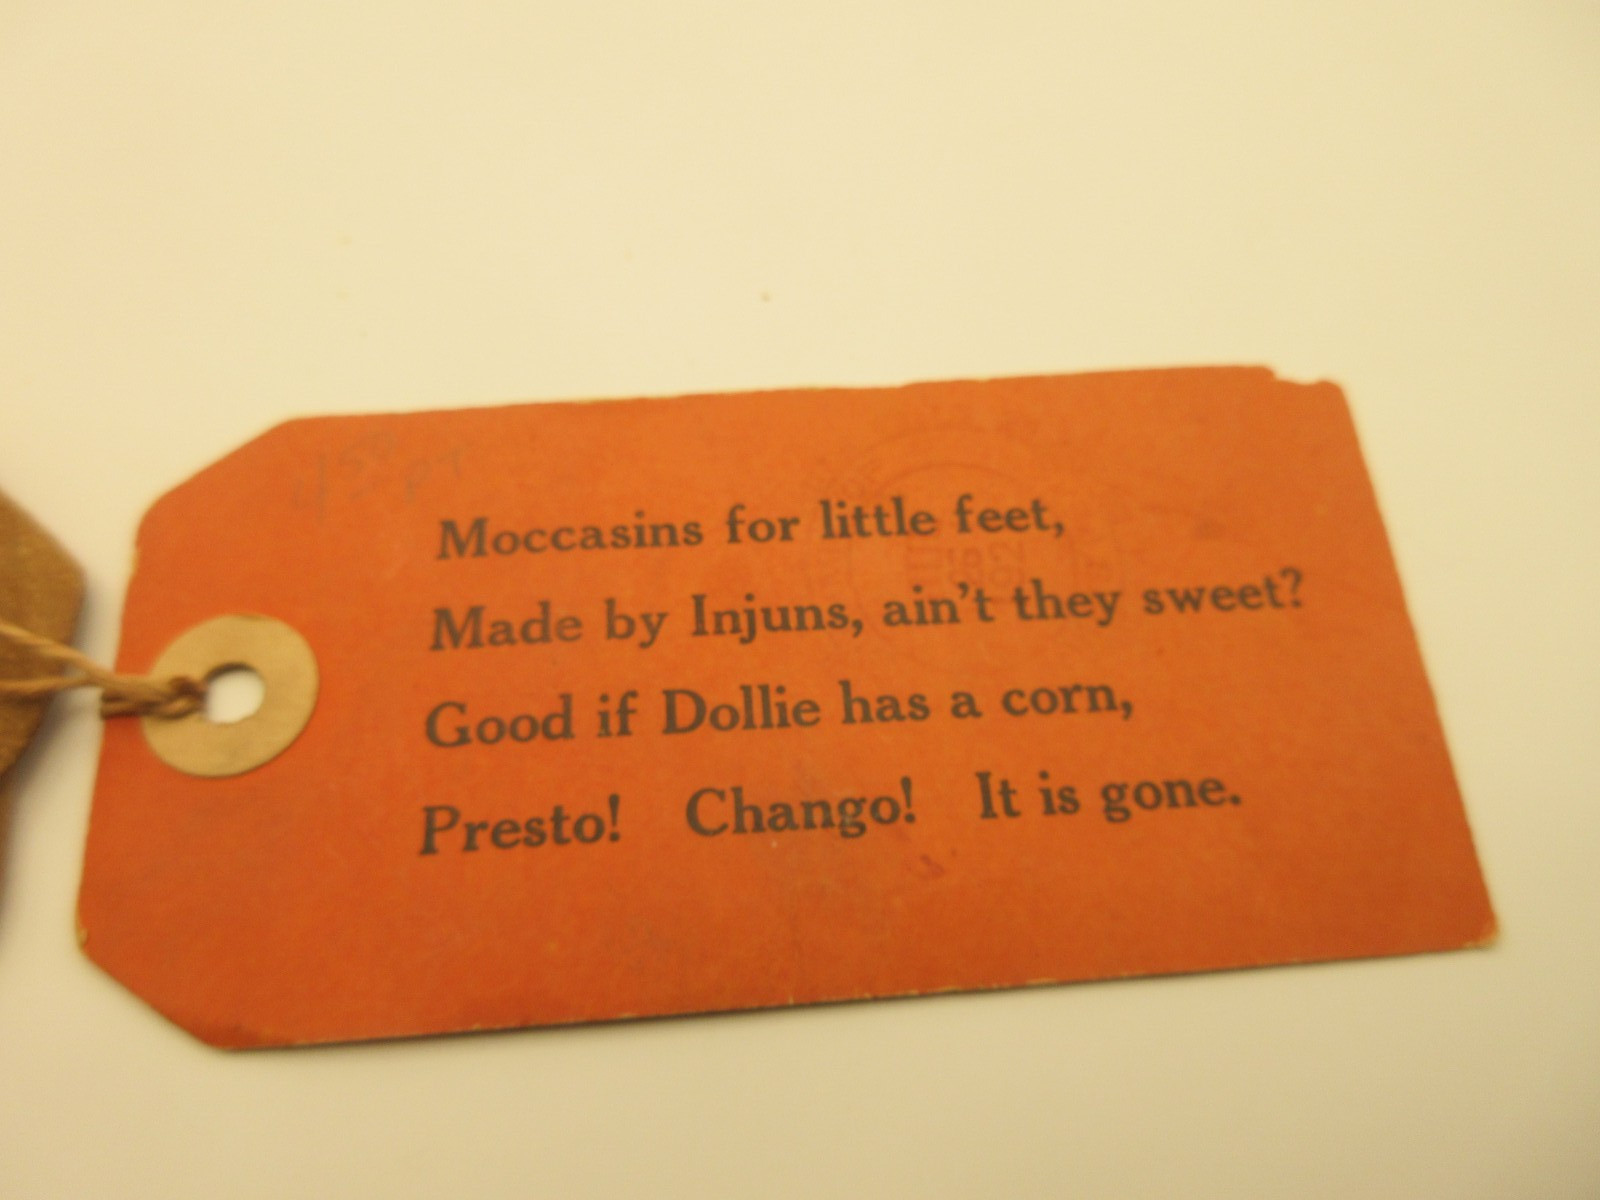 Moccasins for little feet,
Made by Injuns, ain't they sweet?
Good if Dollie has a corn,
Presto! Chango! It is gone.